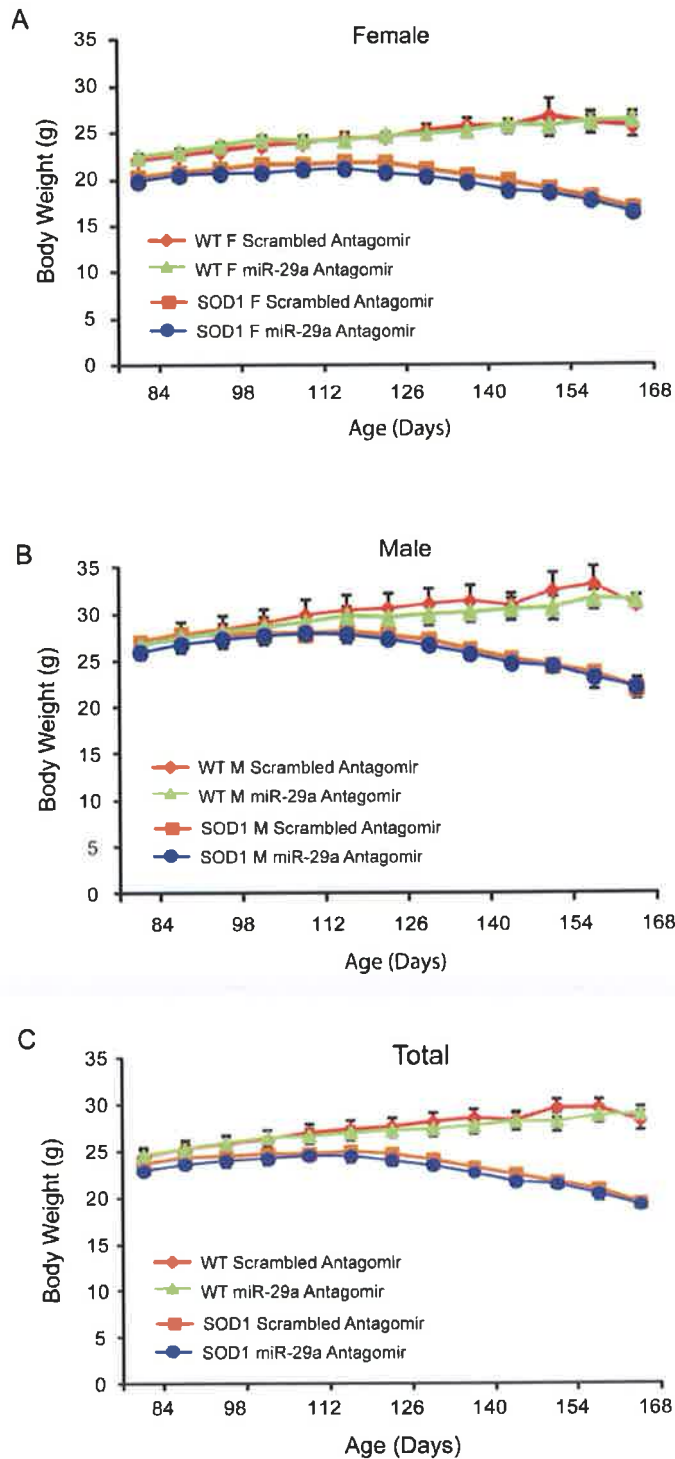 A
Female
35
30
25
20
15
10
5
0
Body Weight (g)
WT F Scrambled Antagomir
WT F miR-29a Antagomir
SOD1 F Scrambled Antagomir
SOD1 F miR-29a Antagomir
84 98 112 126 140 154 168
Age (Days)
B
Male
35
30
25
20
15
10
5
0
Body Weight (g)
WT M Scrambled Antagomir
WT M miR-29a Antagomir
SOD1 M Scrambled Antagomir
SOD1 M miR-29a Antagomir
84 98 112 126 140 154 168
Age (Days)
C
Total
35
30
25
20
15
10
5
0
Body Weight (g)
WT Scrambled Antagomir
WT miR-29a Antagomir
SOD1 Scrambled Antagomir
SOD1 miR-29a Antagomir
84 98 112 126 140 154 168
Age (Days)